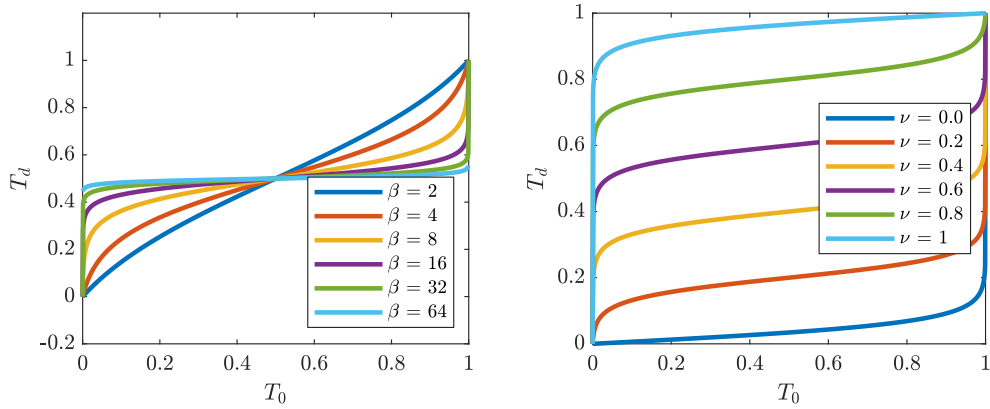 1
0.8
0.6
0.4
0.2
0
-0.2
T_d
0 0.2 0.4 0.6 0.8 1
T_0
β = 2
β = 4
β = 8
β = 16
β = 32
β = 64
1
0.8
0.6
0.4
0.2
0
T_d
0 0.2 0.4 0.6 0.8 1
T_0
ν = 0.0
ν = 0.2
ν = 0.4
ν = 0.6
ν = 0.8
ν = 1